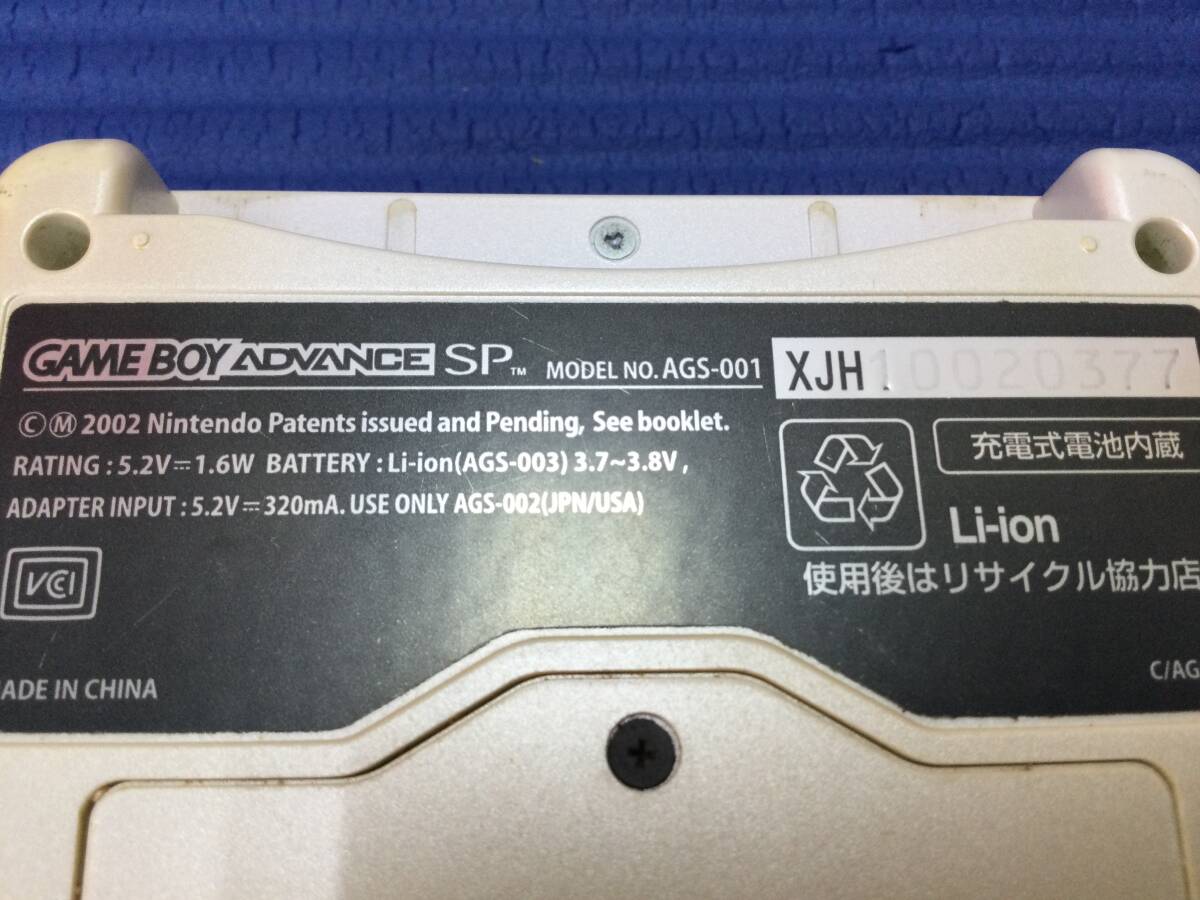 GAME BOY ADVANCE SP™ MODEL NO. AGS-001 XJH10020377
©Ⓜ 2002 Nintendo Patents issued and Pending, See booklet.
RATING : 5.2V⎓1.6W BATTERY : Li-ion(AGS-003) 3.7~3.8V ,
ADAPTER INPUT : 5.2V⎓320mA. USE ONLY AGS-002(JPN/USA)
充電式電池内蔵
Li-ion
使用後はリサイクル協力店
VCCI
ADE IN CHINA
C/AG